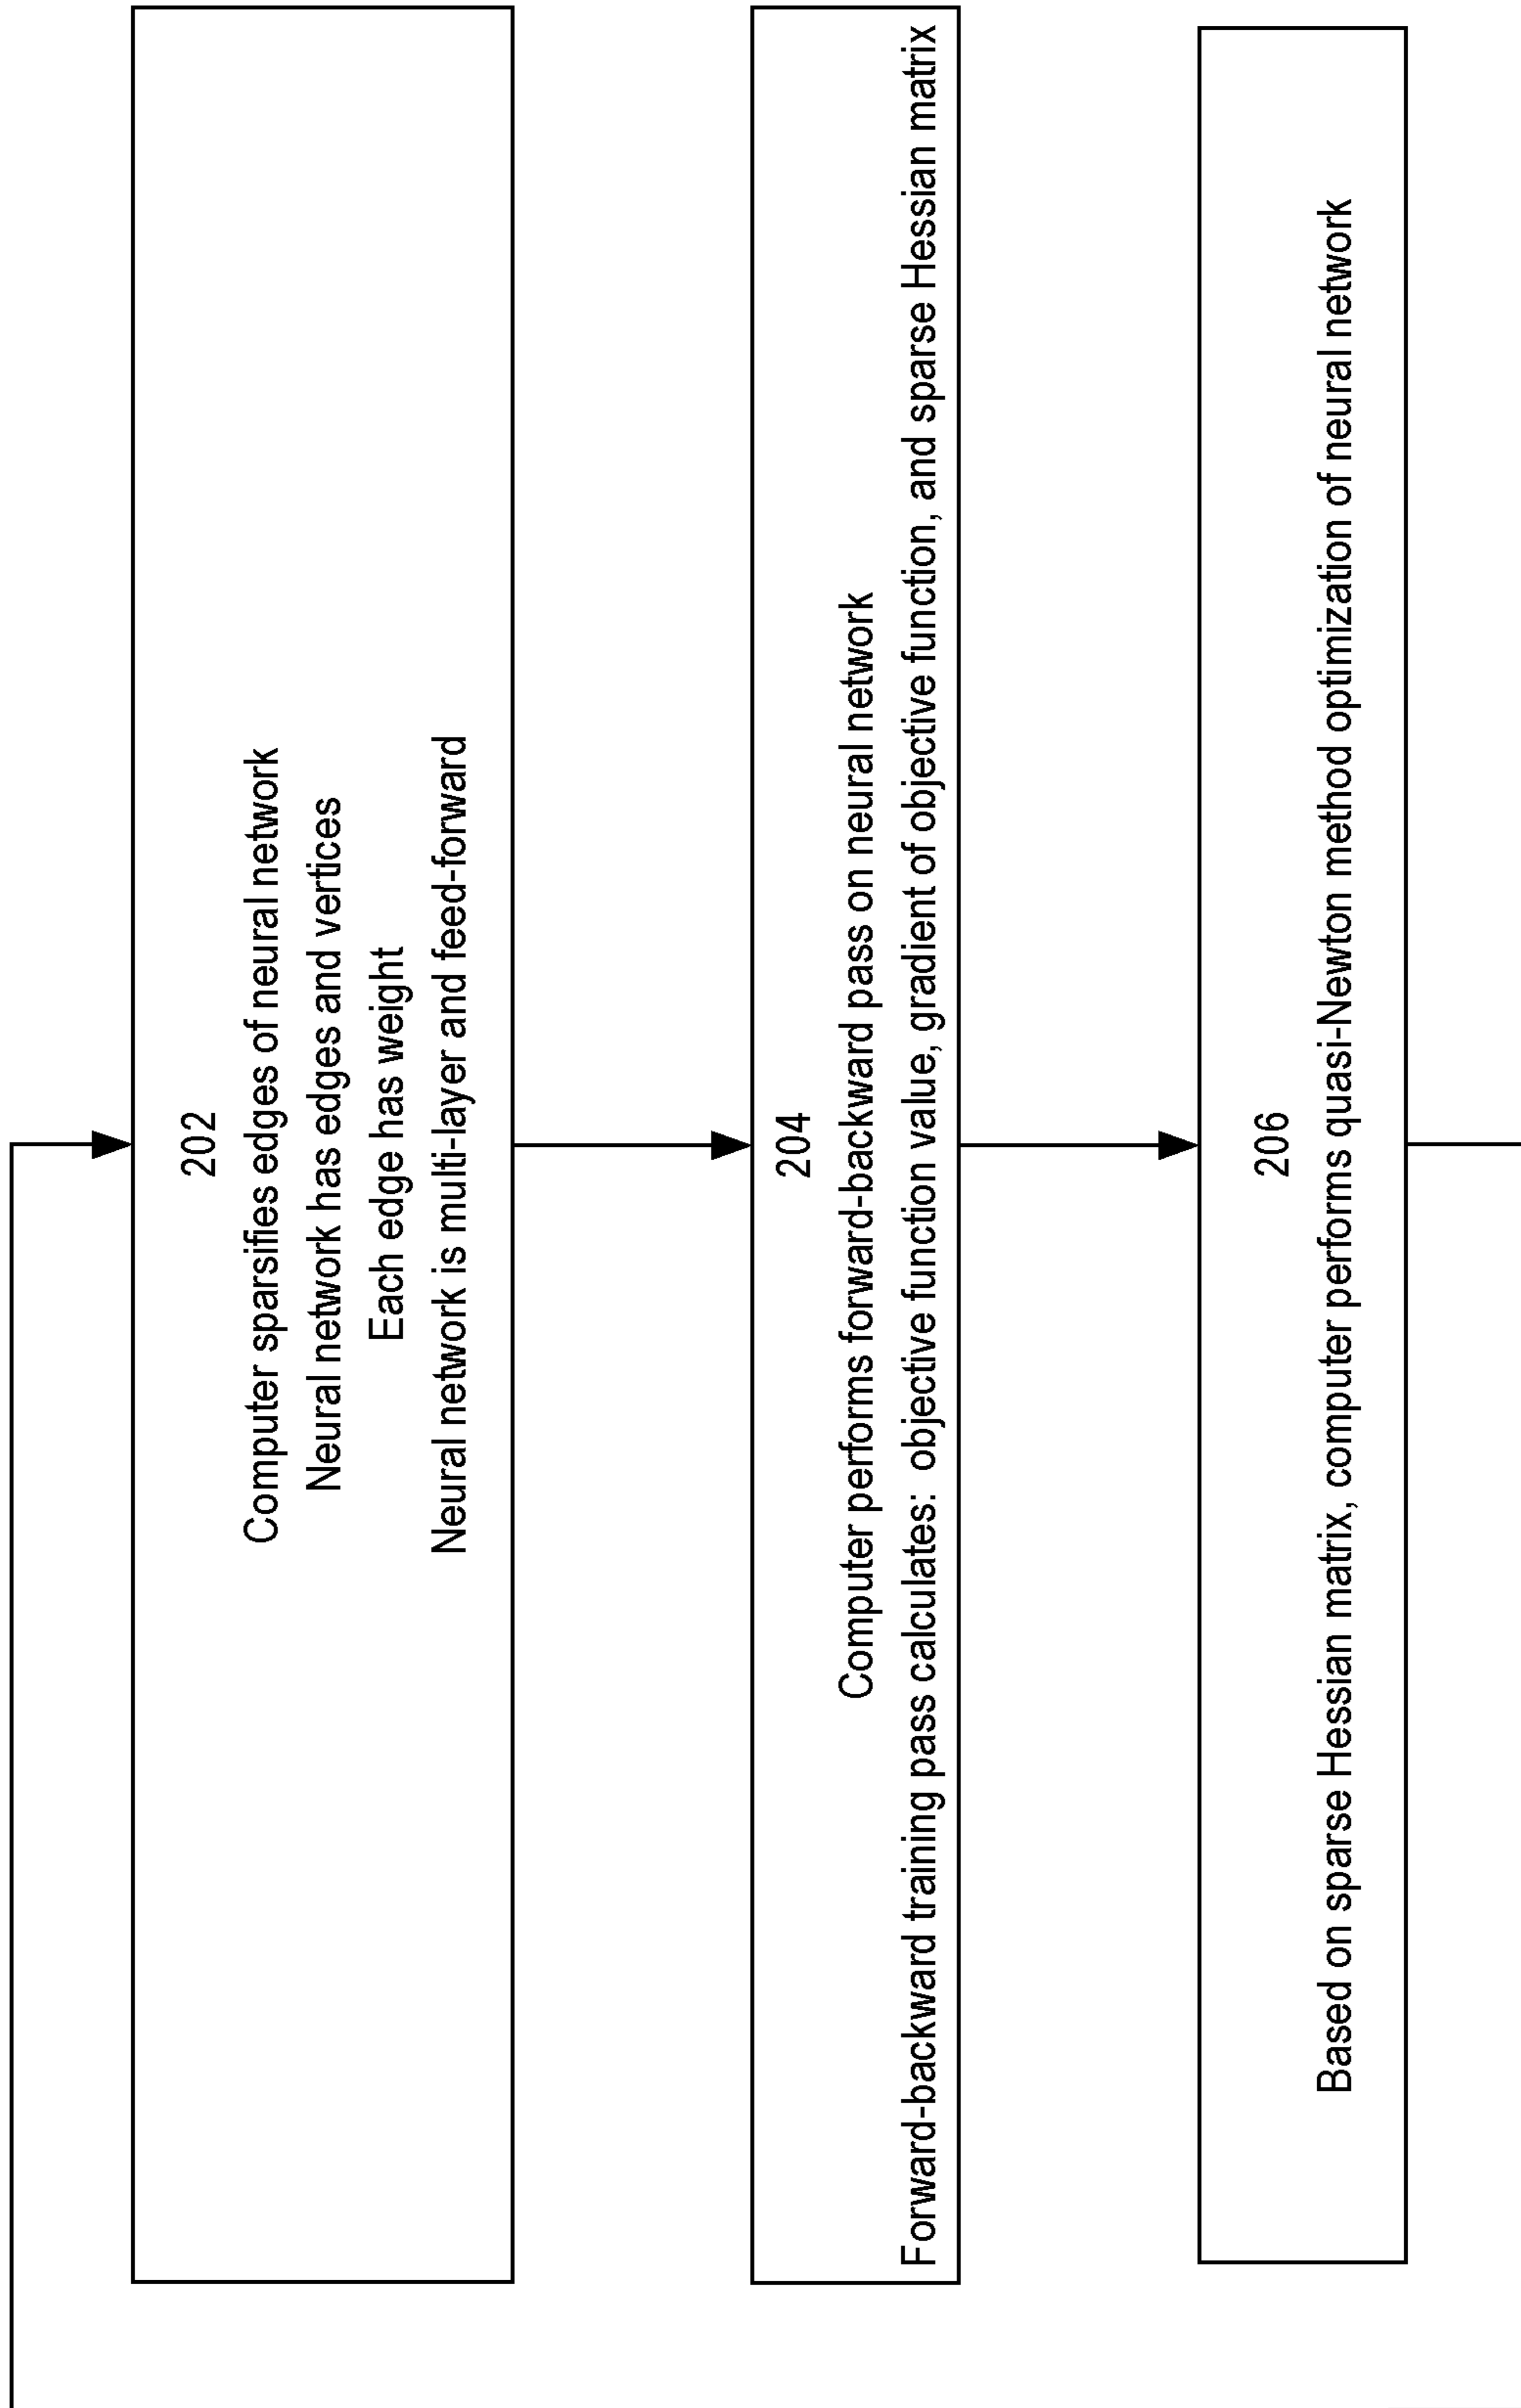 202
Computer sparsifies edges of neural network
Neural network has edges and vertices
Each edge has weight
Neural network is multi-layer and feed-forward
204
Computer performs forward-backward pass on neural network
Forward-backward training pass calculates: objective function value, gradient of objective function, and sparse Hessian matrix
206
Based on sparse Hessian matrix, computer performs quasi-Newton method optimization of neural network